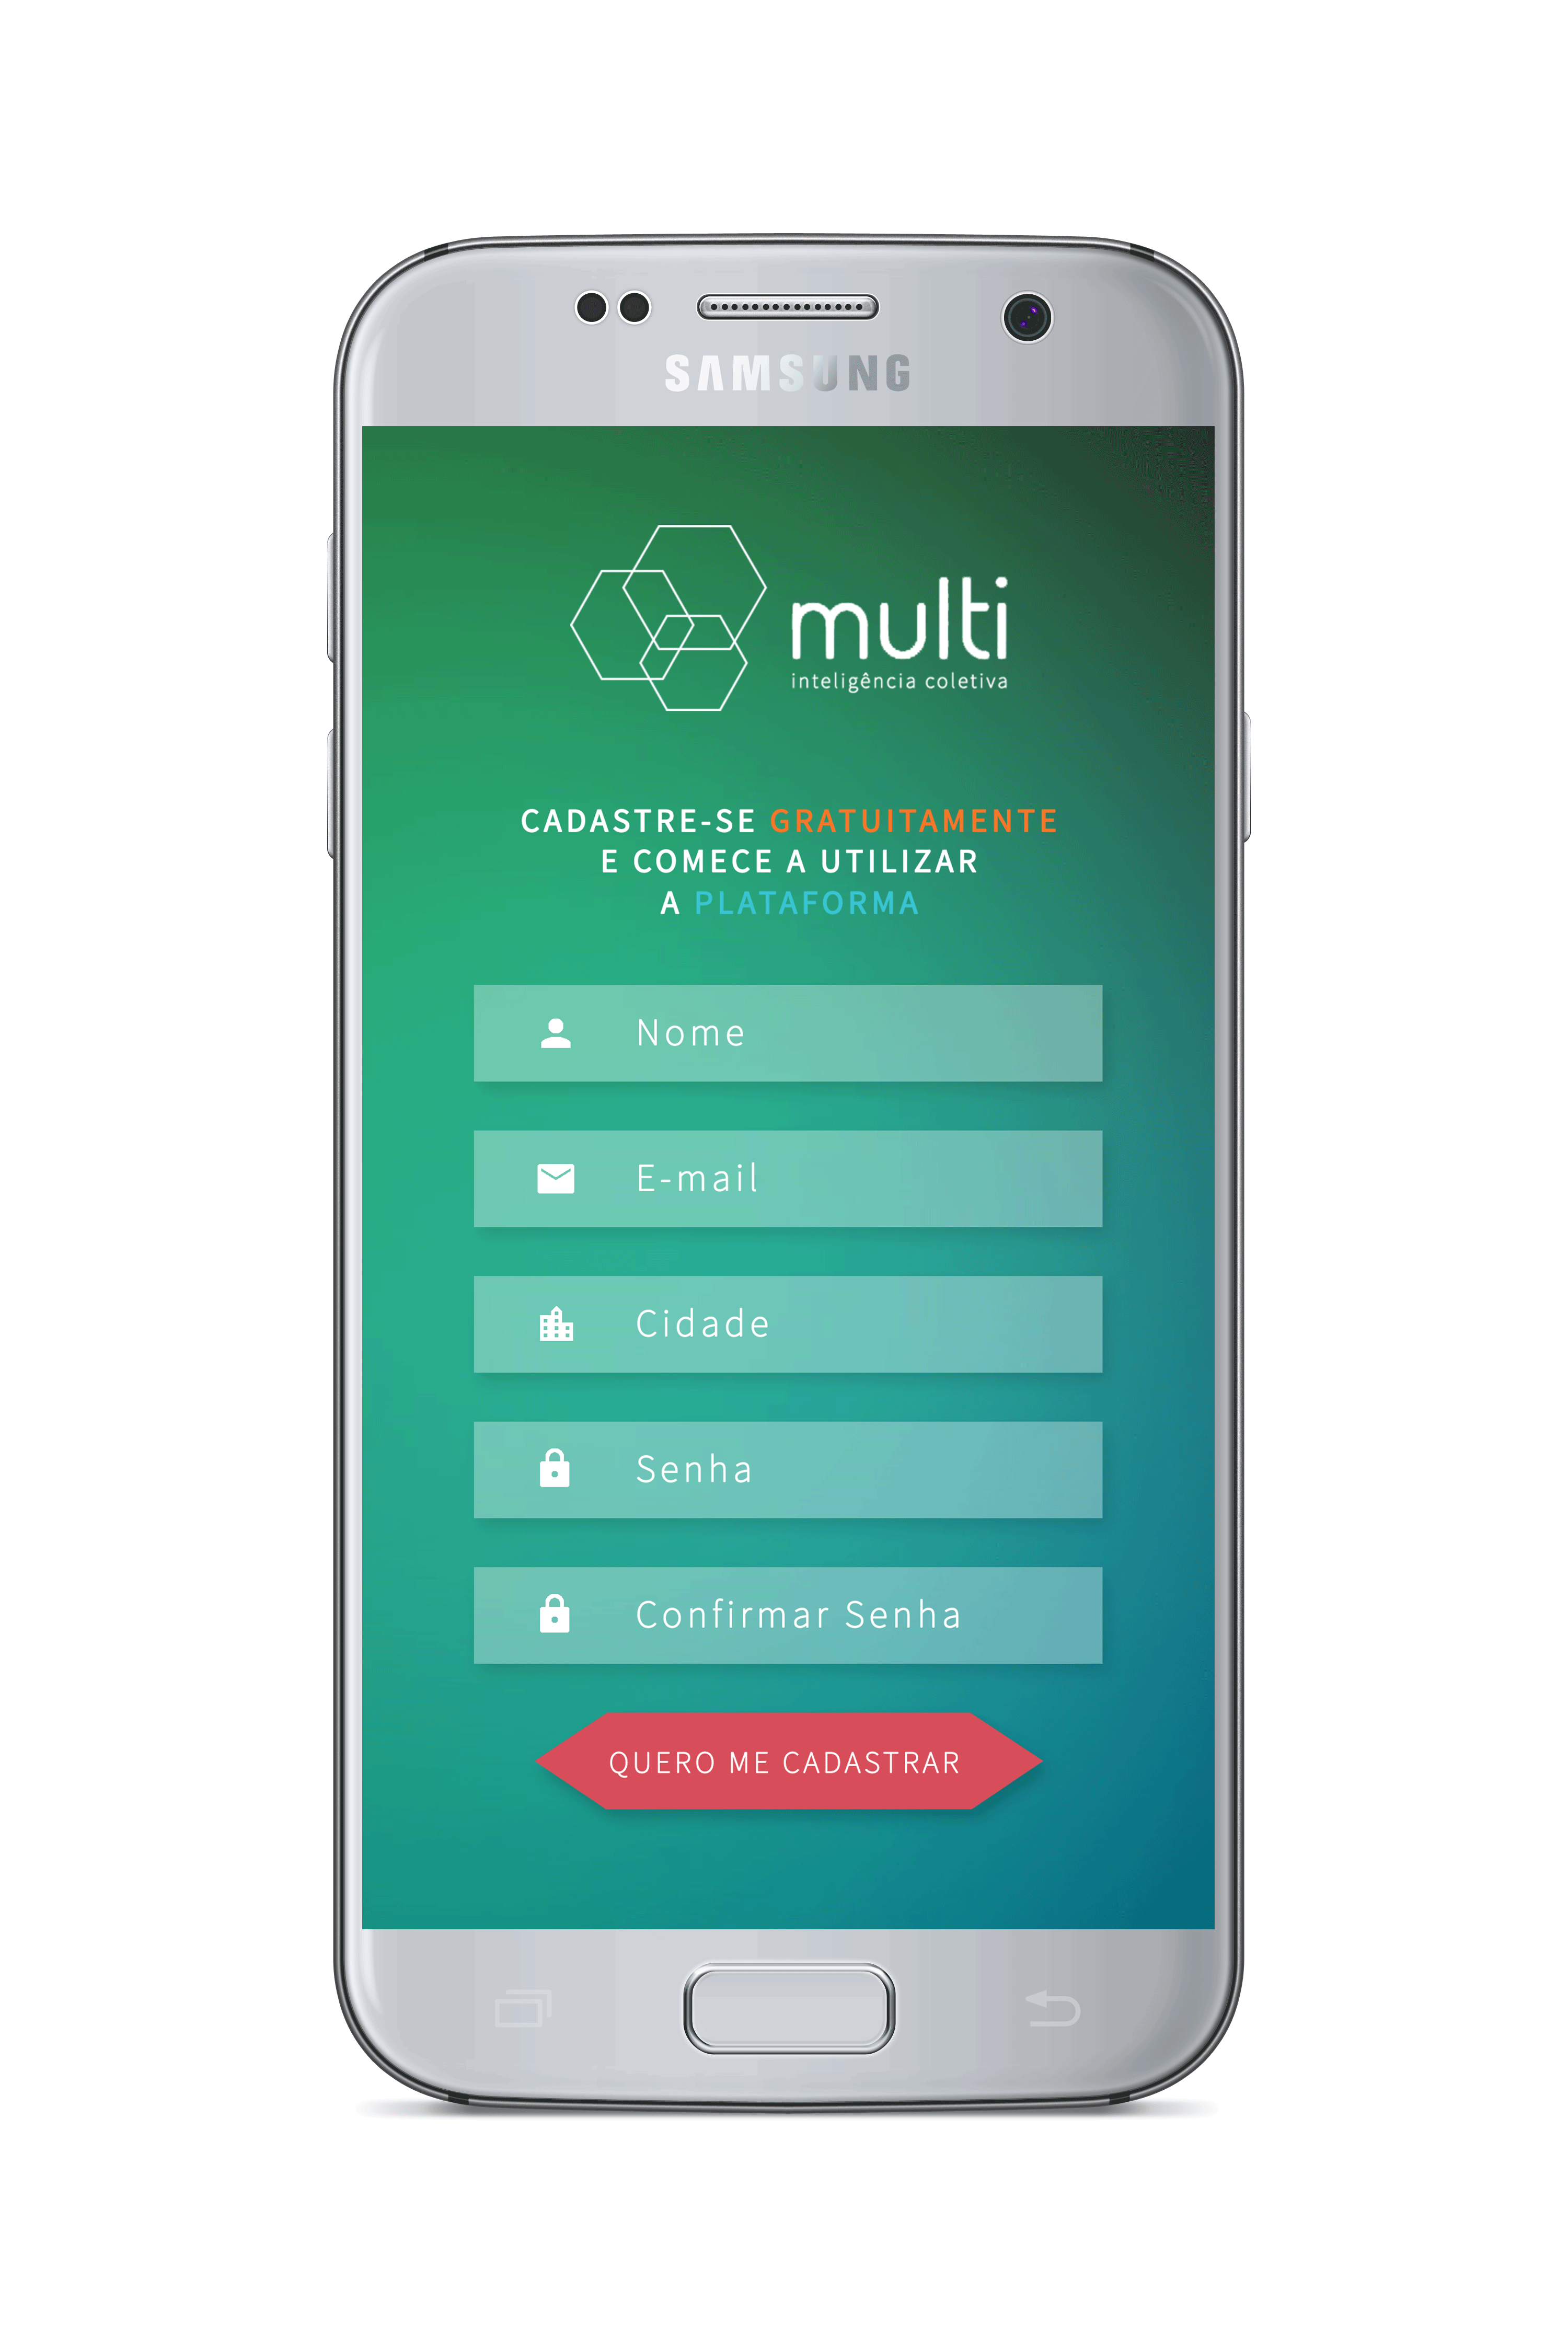 SAMSUNG
multi
inteligência coletiva
CADASTRE-SE GRATUITAMENTE
E COMECE A UTILIZAR
A PLATAFORMA
Nome
E-mail
Cidade
Senha
Confirmar Senha
QUERO ME CADASTRAR